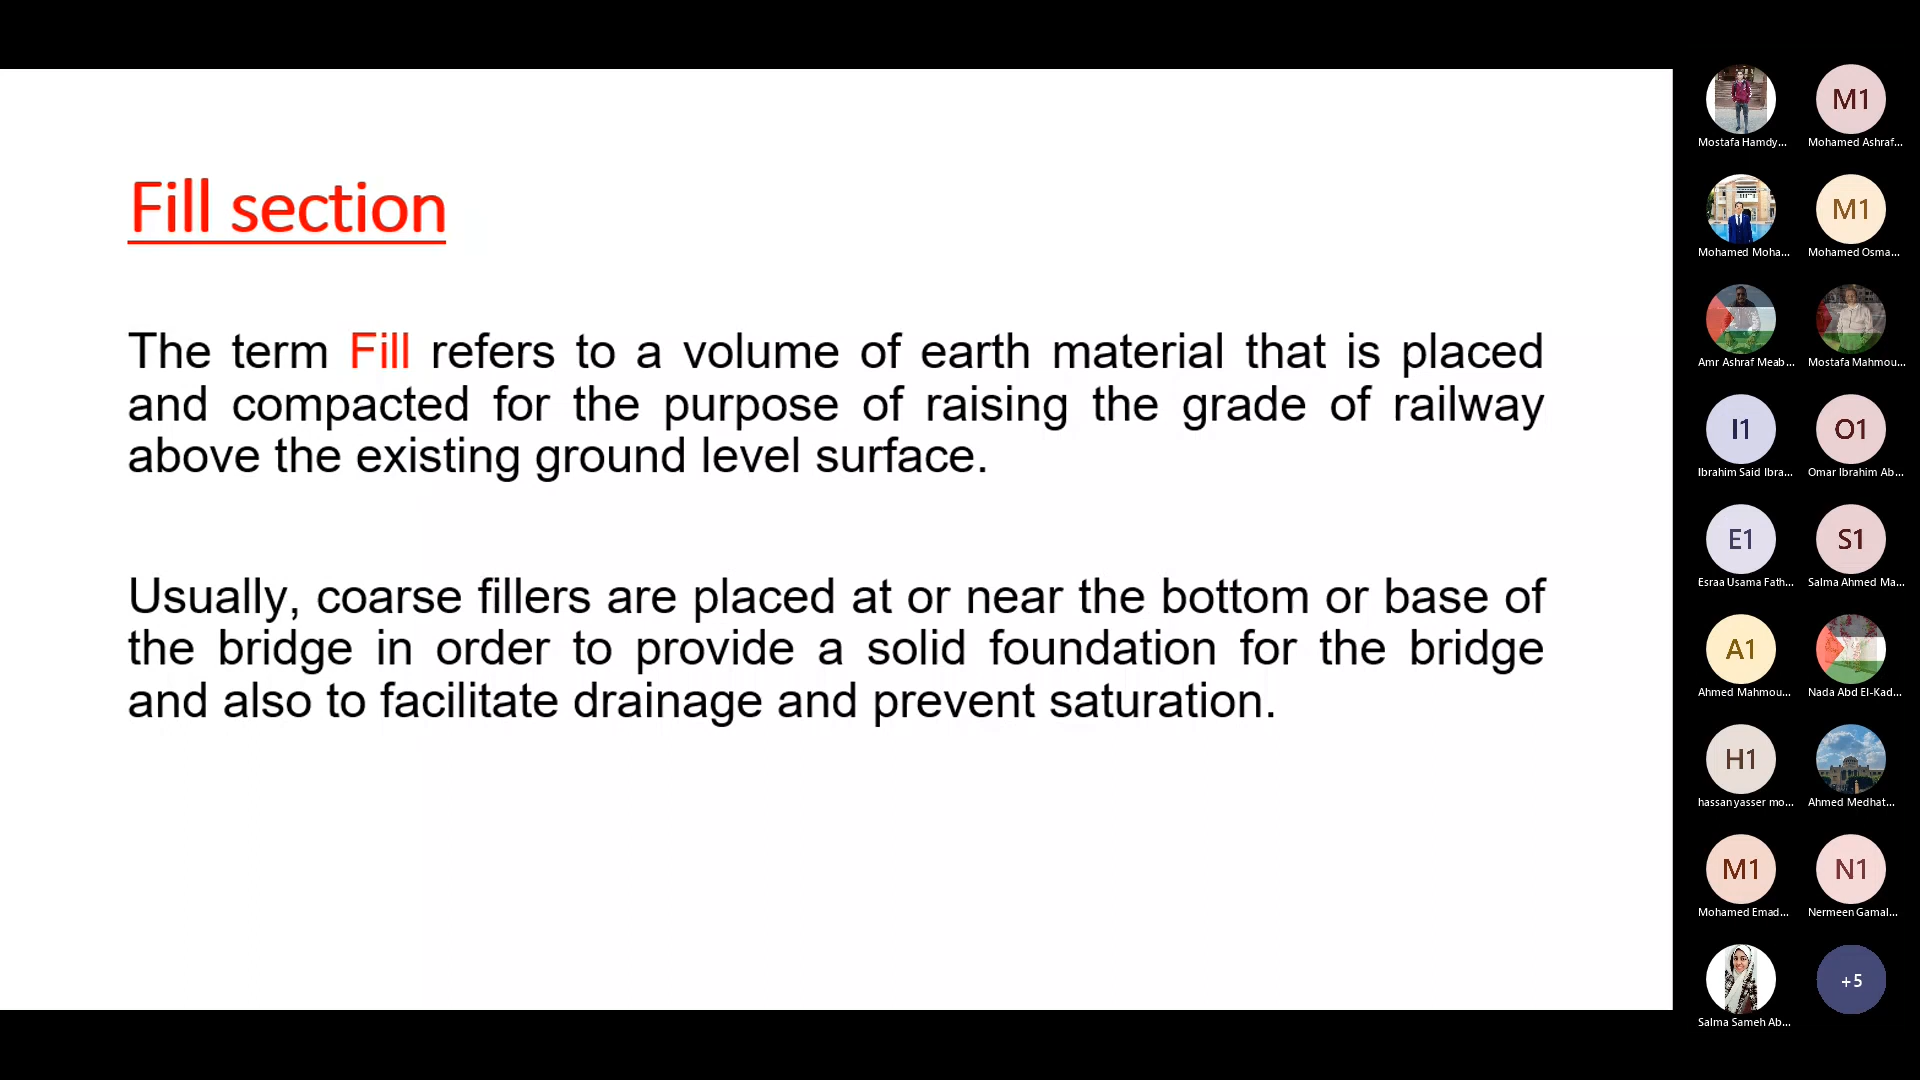 Fill section
The term Fill refers to a volume of earth material that is placed
and compacted for the purpose of raising the grade of railway
above the existing ground level surface.
Usually, coarse fillers are placed at or near the bottom or base of
the bridge in order to provide a solid foundation for the bridge
and also to facilitate drainage and prevent saturation.
M1
Mostafa Hamdy...
Mohamed Ashraf...
M1
Mohamed Moha...
Mohamed Osma...
Amr Ashraf Meab...
Mostafa Mahmou...
I1
O1
Ibrahim Said Ibra...
Omar Ibrahim Ab...
E1
S1
Esraa Usama Fath...
Salma Ahmed Ma...
A1
Ahmed Mahmou...
Nada Abd El-Kad...
H1
hassan yasser mo...
Ahmed Medhat...
M1
N1
Mohamed Emad...
Nermeen Gamal...
+5
Salma Sameh Ab...